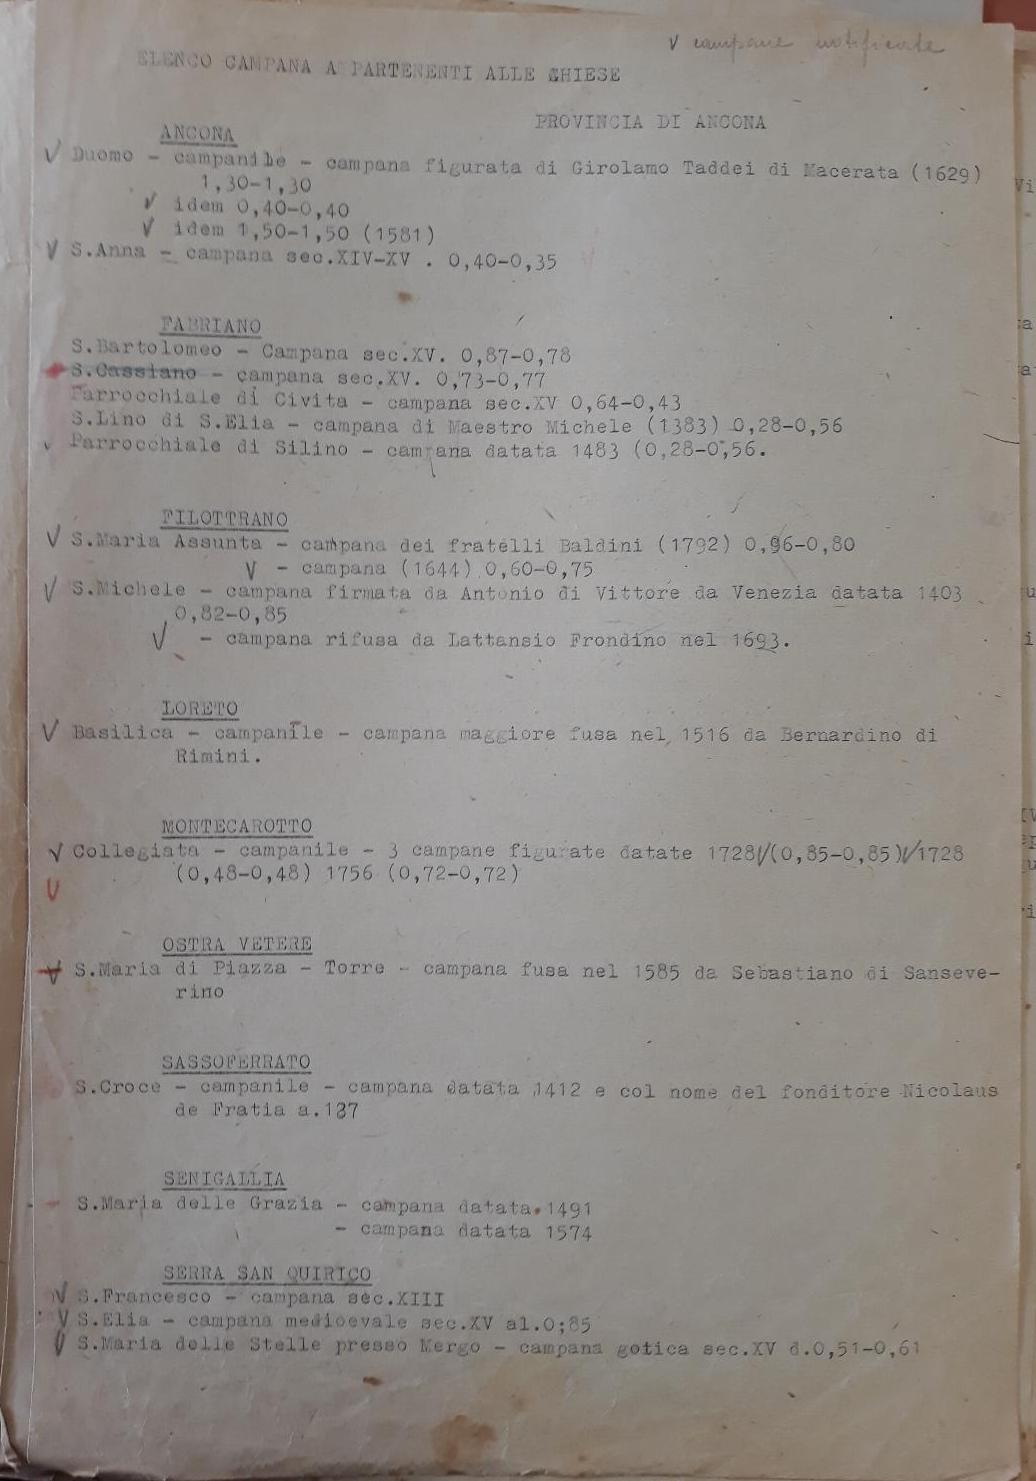 V campane notificate
ELENCO CAMPANA A PARTENENTI ALLE CHIESE
PROVINCIA DI ANCONA
ANCONA
V Duomo - campanile - campana figurata di Girolamo Taddei di Macerata (1629)
1,30-1,30
V idem 0,40-0,40
V idem 1,50-1,50 (1581)
V S.Anna - campana sec.XIV-XV . 0,40-0,35
FABRIANO
S.Bartolomeo - Campana sec.XV. 0,87-0,78
S.Cassiano - campana sec.XV. 0,73-0,77
Parrocchiale di Civita - campana sec.XV 0,64-0,43
S.Lino di S.Elia - campana di Maestro Michele (1383) 0,28-0,56
V Parrocchiale di Silino - campana datata 1483 (0,28-0,56.
FILOTTRANO
V S.Maria Assunta - campana dei fratelli Baldini (1792) 0,96-0,80
V - campana (1644) 0,60-0,75
V S.Michele - campana firmata da Antonio di Vittore da Venezia datata 1403
0,82-0,85
V - campana rifusa da Lattansio Frondino nel 1693.
LORETO
V Basilica - campanile - campana maggiore fusa nel 1516 da Bernardino di
Rimini.
MONTECAROTTO
V Collegiata - campanile - 3 campane figurate datate 1728 V (0,85-0,85) V 1728
V (0,48-0,48) 1756 (0,72-0,72)
OSTRA VETERE
V S.Maria di Piazza - Torre - campana fusa nel 1585 da Sebastiano di Sanseve-
rino
SASSOFERRATO
S.Croce - campanile - campana datata 1412 e col nome del fonditore Nicolaus
de Fratia a.137
SENIGALLIA
S.Maria delle Grazia - campana datata 1491
- campana datata 1574
SERRA SAN QUIRICO
V S.Francesco - campana sec.XIII
V S.Elia - campana medioevale sec.XV al.0;85
V S.Maria delle Stelle presso Mergo - campana gotica sec.XV d.0,51-0,61